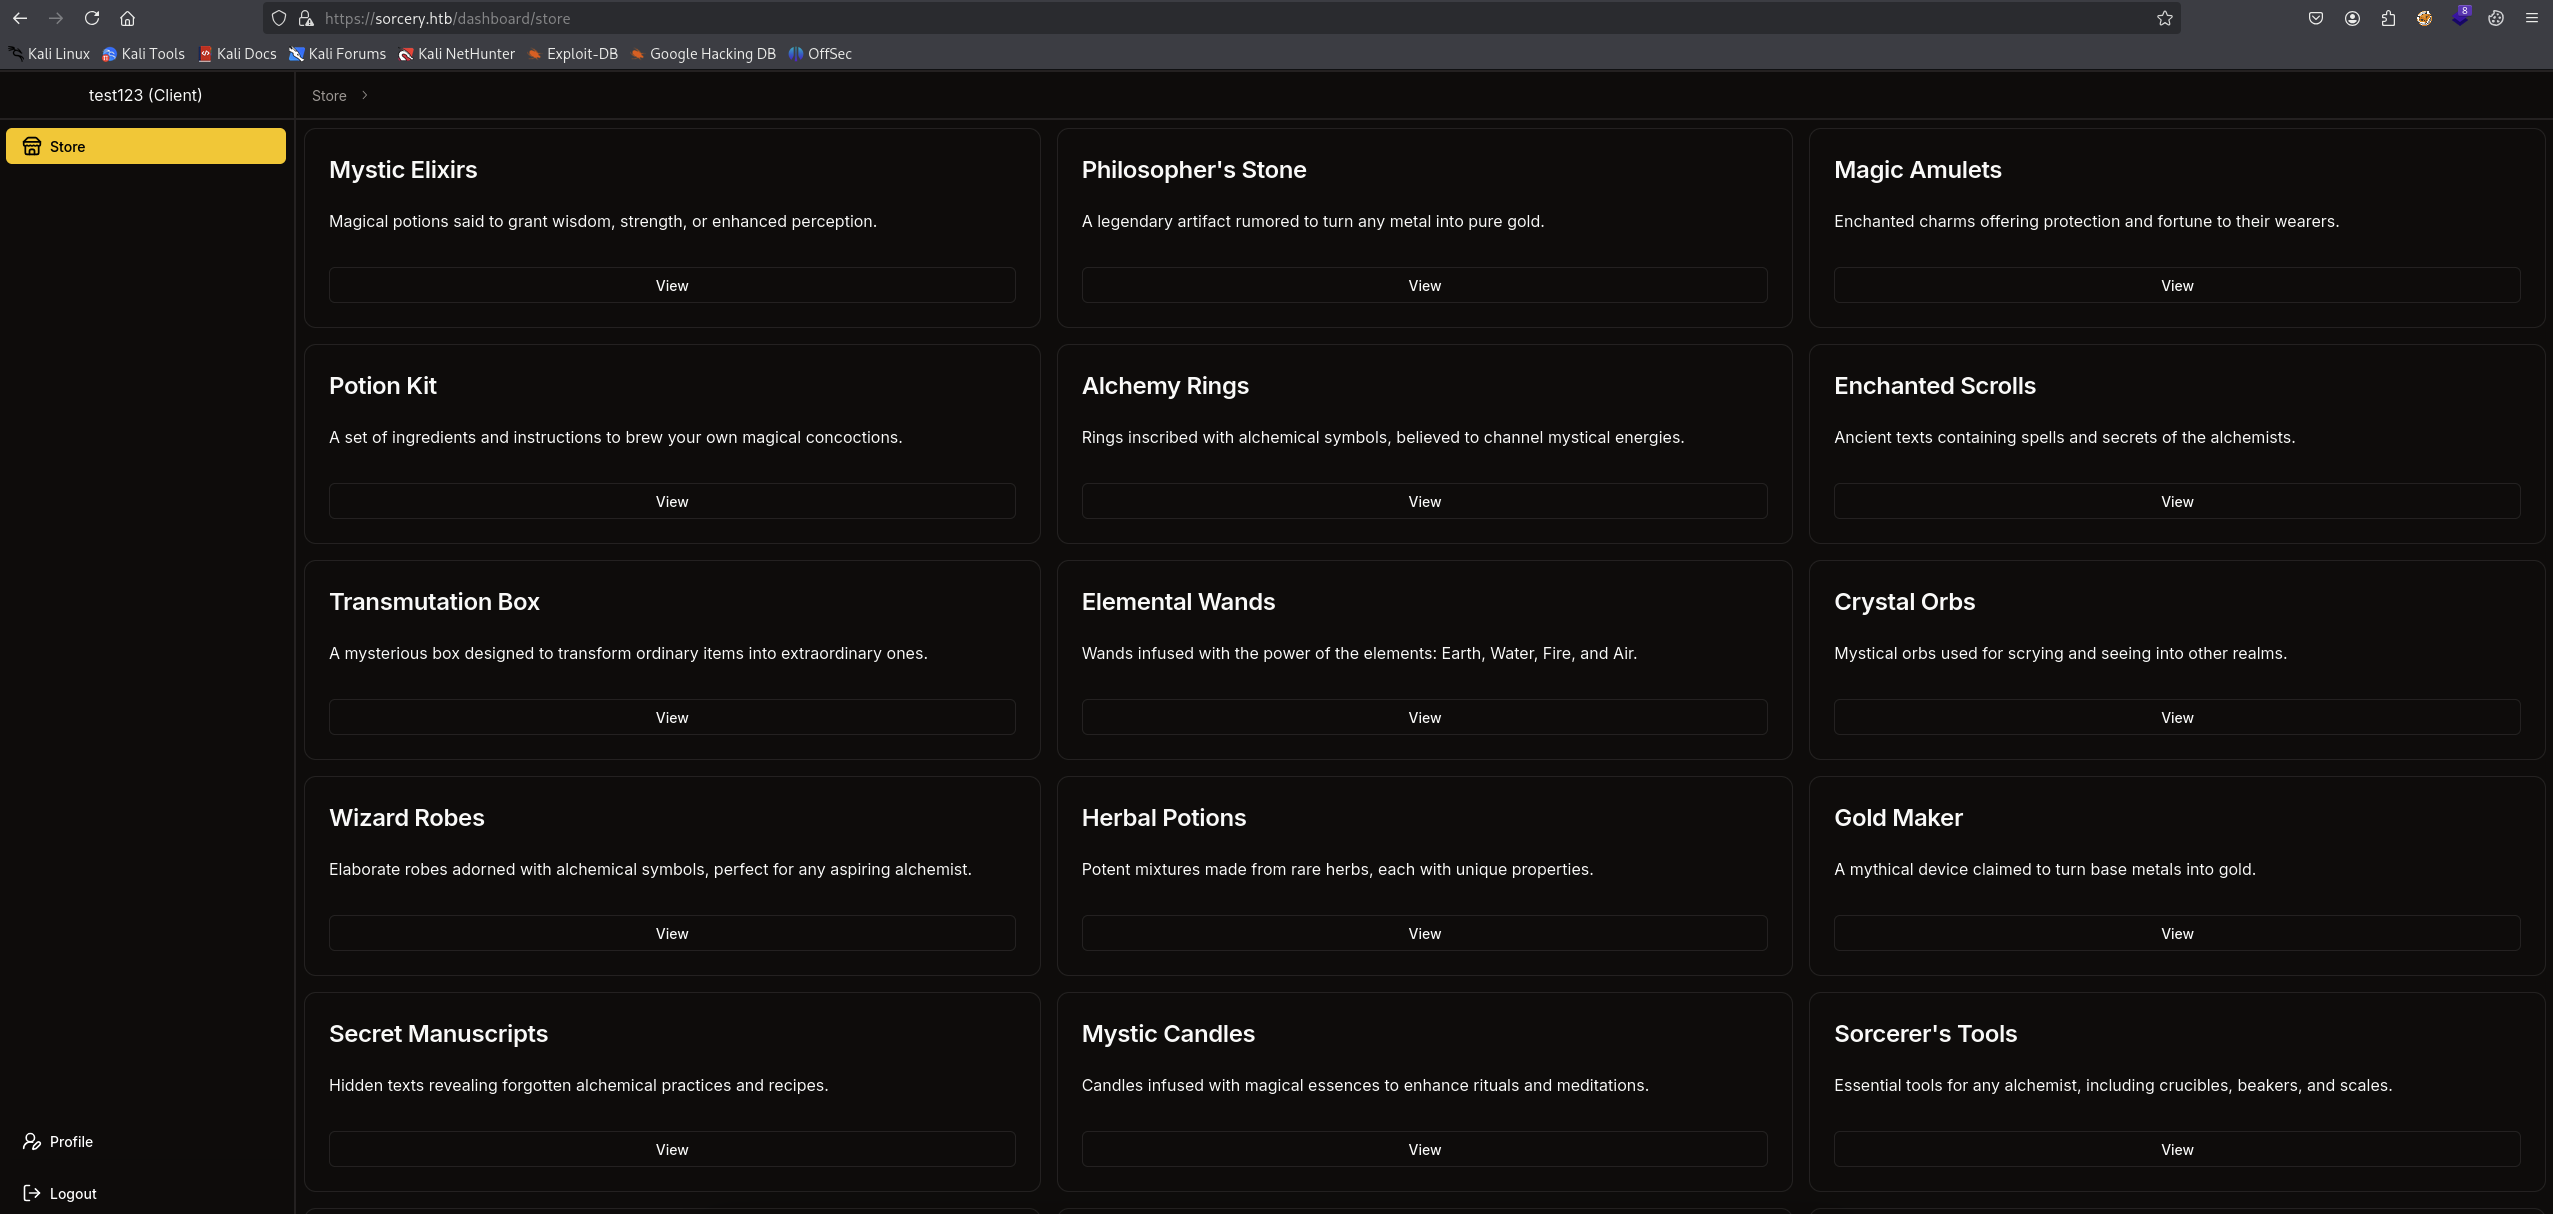 https://sorcery.htb/dashboard/store
8
Kali Linux Kali Tools Kali Docs Kali Forums Kali NetHunter Exploit-DB Google Hacking DB OffSec
test123 (Client)
Store
Store
Mystic Elixirs
Magical potions said to grant wisdom, strength, or enhanced perception.
View
Philosopher's Stone
A legendary artifact rumored to turn any metal into pure gold.
View
Magic Amulets
Enchanted charms offering protection and fortune to their wearers.
View
Potion Kit
A set of ingredients and instructions to brew your own magical concoctions.
View
Alchemy Rings
Rings inscribed with alchemical symbols, believed to channel mystical energies.
View
Enchanted Scrolls
Ancient texts containing spells and secrets of the alchemists.
View
Transmutation Box
A mysterious box designed to transform ordinary items into extraordinary ones.
View
Elemental Wands
Wands infused with the power of the elements: Earth, Water, Fire, and Air.
View
Crystal Orbs
Mystical orbs used for scrying and seeing into other realms.
View
Wizard Robes
Elaborate robes adorned with alchemical symbols, perfect for any aspiring alchemist.
View
Herbal Potions
Potent mixtures made from rare herbs, each with unique properties.
View
Gold Maker
A mythical device claimed to turn base metals into gold.
View
Secret Manuscripts
Hidden texts revealing forgotten alchemical practices and recipes.
View
Mystic Candles
Candles infused with magical essences to enhance rituals and meditations.
View
Sorcerer's Tools
Essential tools for any alchemist, including crucibles, beakers, and scales.
View
Profile
Logout